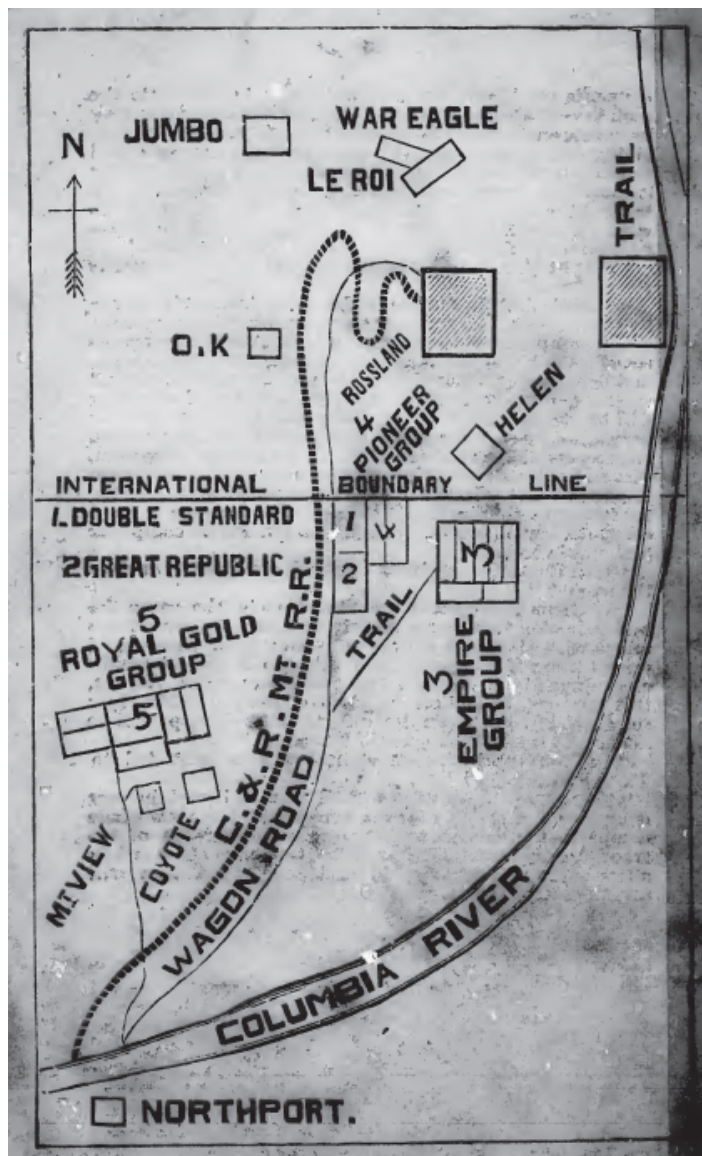 WAR EAGLE
JUMBO
N
LE ROI
TRAIL
O.K
ROSSLAND
4
PIONEER
GROUP
HELEN
INTERNATIONAL BOUNDARY LINE
1. DOUBLE STANDARD
1
4
2 GREAT REPUBLIC
2
3
TRAIL
5
ROYAL GOLD
GROUP
5
3
EMPIRE
GROUP
C. & R. MT R.R.
WAGON ROAD
MT VIEW
COYOTE
COLUMBIA RIVER
NORTHPORT.